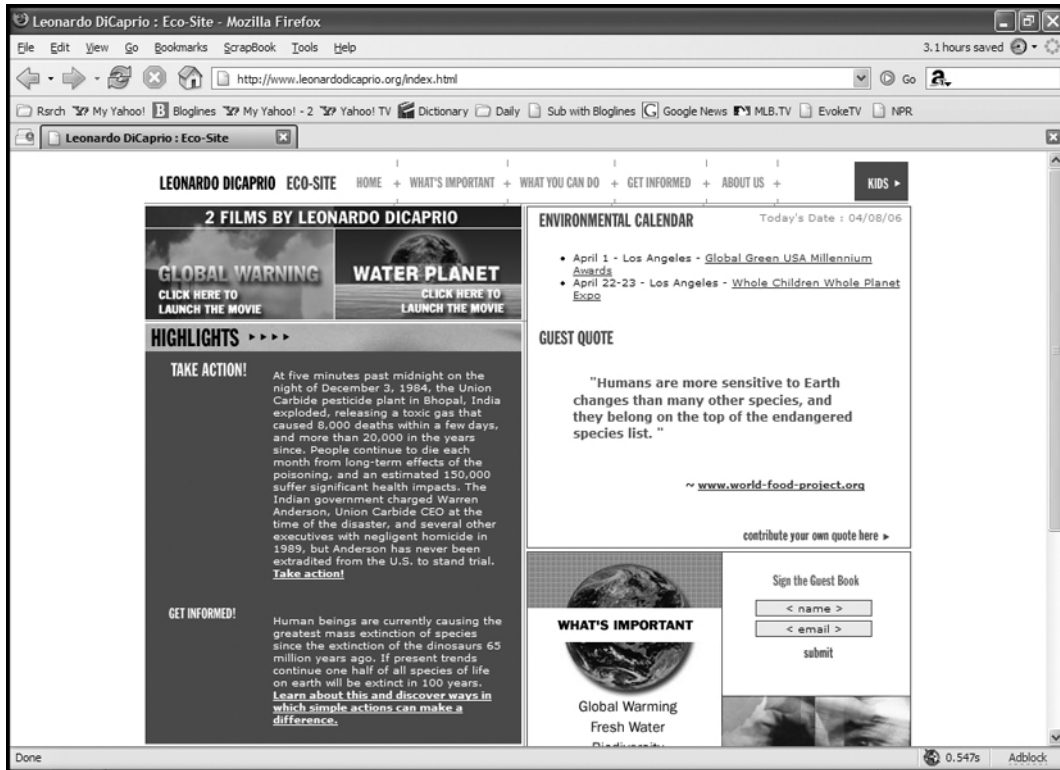 Leonardo DiCaprio : Eco-Site - Mozilla Firefox
File Edit View Go Bookmarks ScrapBook Tools Help
3.1 hours saved
http://www.leonardodicaprio.org/index.html
Go
a.
Rsrch My Yahoo! Bloglines My Yahoo! - 2 Yahoo! TV Dictionary Daily Sub with Bloglines Google News MLB.TV EvokeTV NPR
Leonardo DiCaprio : Eco-Site
LEONARDO DICAPRIO ECO-SITE HOME + WHAT'S IMPORTANT + WHAT YOU CAN DO + GET INFORMED + ABOUT US + KIDS
2 FILMS BY LEONARDO DICAPRIO
GLOBAL WARNING
CLICK HERE TO
LAUNCH THE MOVIE
WATER PLANET
CLICK HERE TO
LAUNCH THE MOVIE
HIGHLIGHTS
TAKE ACTION!
At five minutes past midnight on the
night of December 3, 1984, the Union
Carbide pesticide plant in Bhopal, India
exploded, releasing a toxic gas that
caused 8,000 deaths within a few days,
and more than 20,000 in the years
since. People continue to die each
month from long-term effects of the
poisoning, and an estimated 150,000
suffer significant health impacts. The
Indian government charged Warren
Anderson, Union Carbide CEO at the
time of the disaster, and several other
executives with negligent homicide in
1989, but Anderson has never been
extradited from the U.S. to stand trial.
Take action!
GET INFORMED!
Human beings are currently causing the
greatest mass extinction of species
since the extinction of the dinosaurs 65
million years ago. If present trends
continue one half of all species of life
on earth will be extinct in 100 years.
Learn about this and discover ways in
which simple actions can make a
difference.
ENVIRONMENTAL CALENDAR
Today's Date : 04/08/06
• April 1 - Los Angeles - Global Green USA Millennium
Awards
• April 22-23 - Los Angeles - Whole Children Whole Planet
Expo
GUEST QUOTE
"Humans are more sensitive to Earth
changes than many other species, and
they belong on the top of the endangered
species list. "
~ www.world-food-project.org
contribute your own quote here
WHAT'S IMPORTANT
Global Warming
Fresh Water
Biodiversity
Sign the Guest Book
< name >
< email >
submit
Done
0.547s Adblock